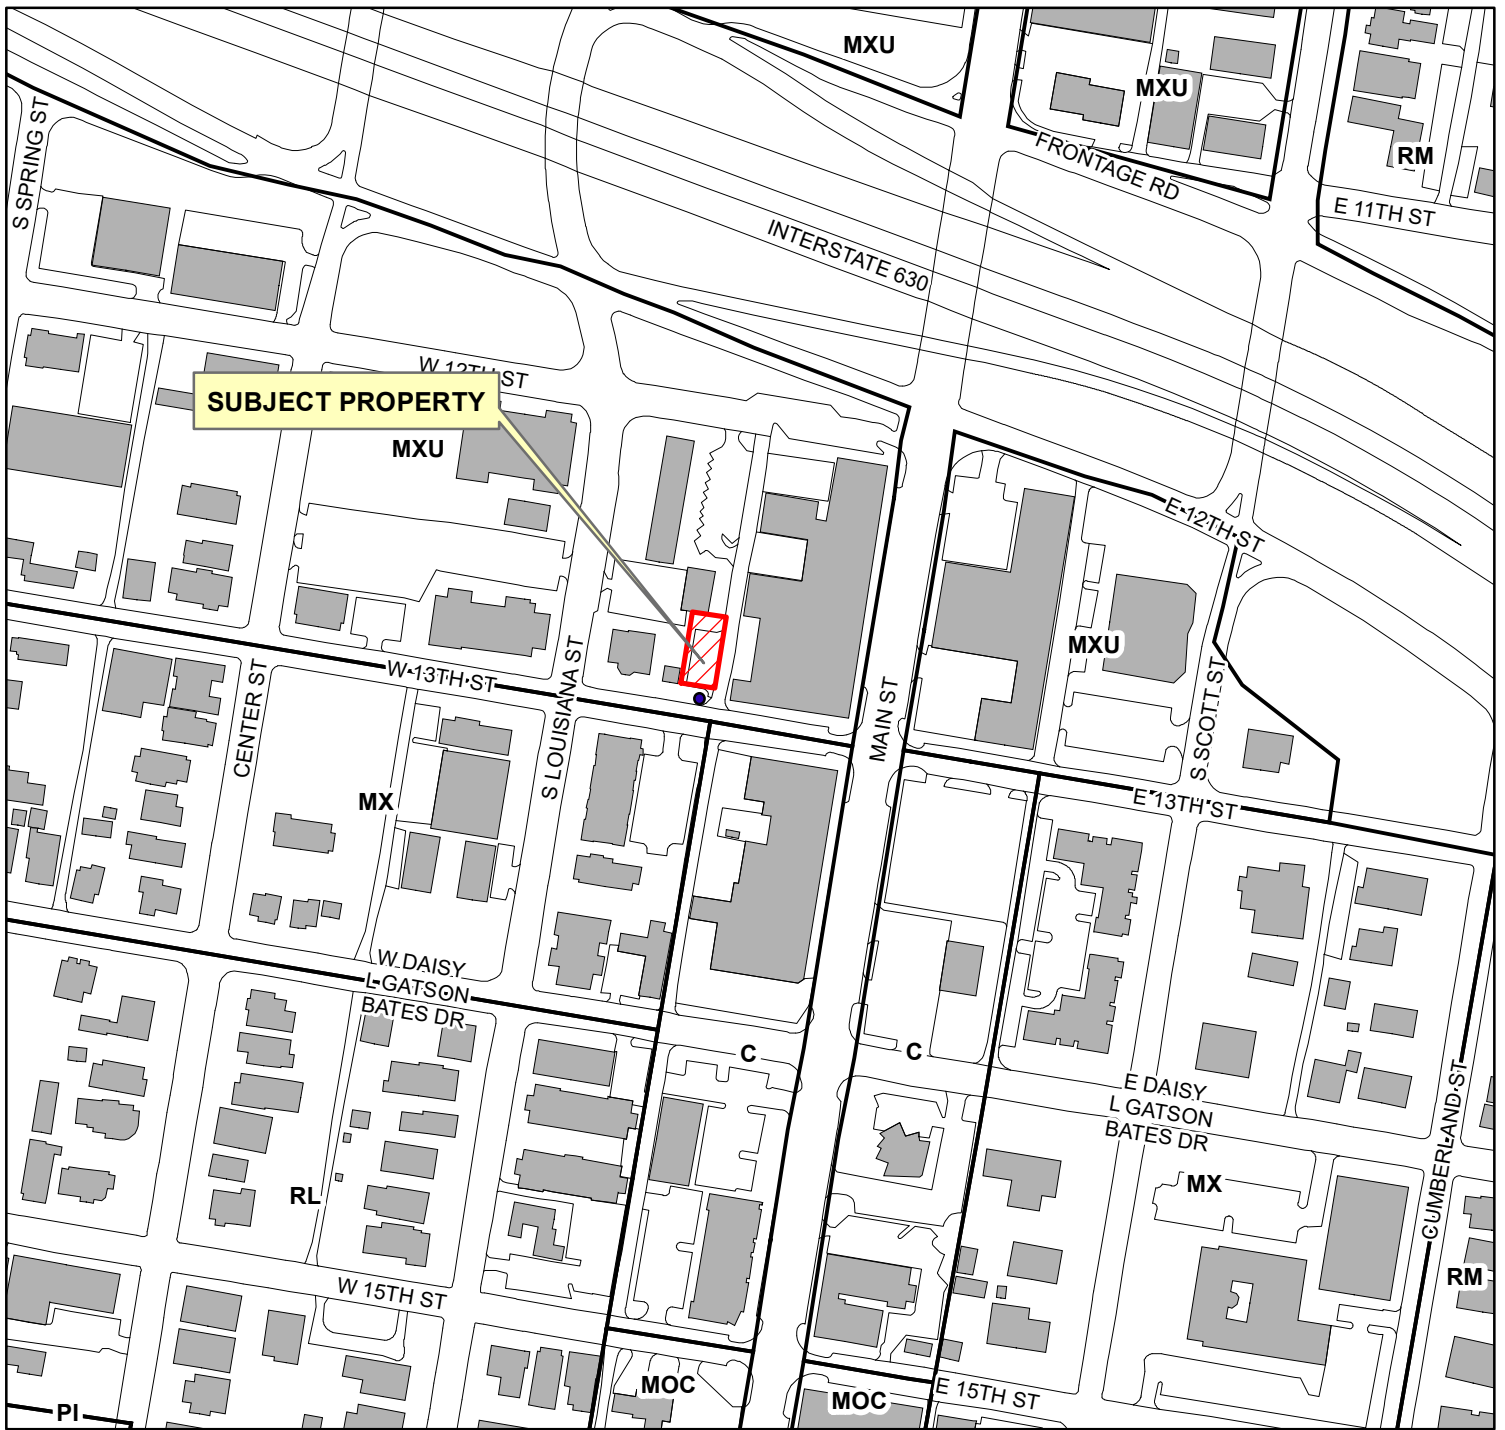 MXU
MXU
RM
S SPRING ST
FRONTAGE RD
E 11TH ST
INTERSTATE 630
W 12TH ST
SUBJECT PROPERTY
MXU
E 12TH ST
MXU
W 13TH ST
S LOUISIANA ST
CENTER ST
MAIN ST
S SCOTT ST
E 13TH ST
MX
W DAISY
L GATSON
BATES DR
C
C
E DAISY
L GATSON
BATES DR
CUMBERLAND ST
MX
RL
RM
W 15TH ST
MOC
MOC
E 15TH ST
PI